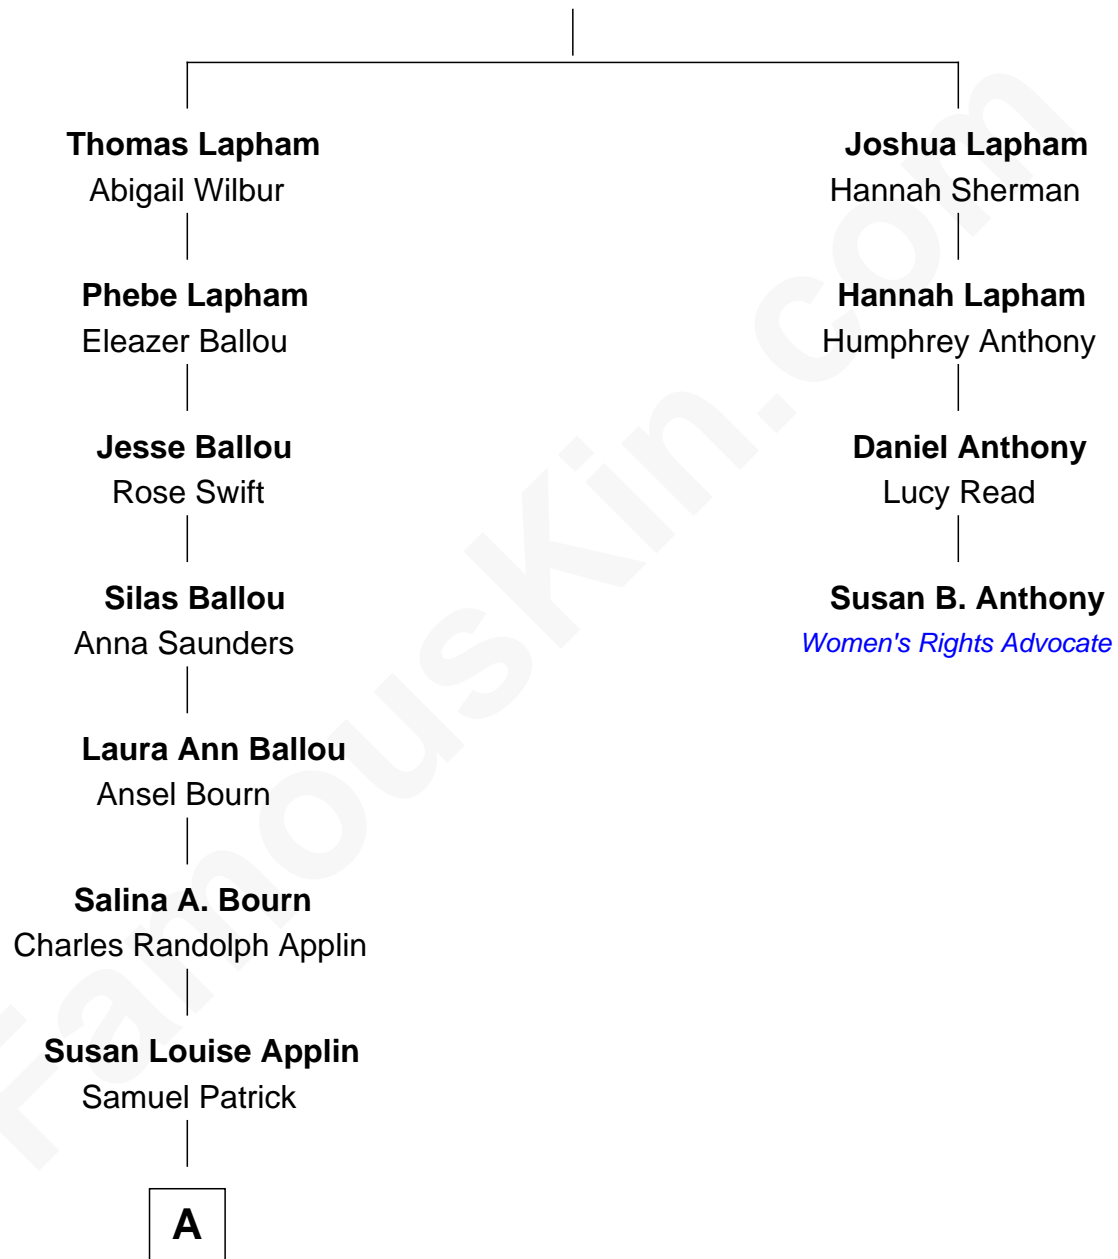 Thomas Lapham
Abigail Wilbur
Phebe Lapham
Eleazer Ballou
Jesse Ballou
Rose Swift
Silas Ballou
Anna Saunders
Laura Ann Ballou
Ansel Bourn
Salina A. Bourn
Charles Randolph Applin
Susan Louise Applin
Samuel Patrick
A
Joshua Lapham
Hannah Sherman
Hannah Lapham
Humphrey Anthony
Daniel Anthony
Lucy Read
Susan B. Anthony
Women's Rights Advocate
FamousKin.com